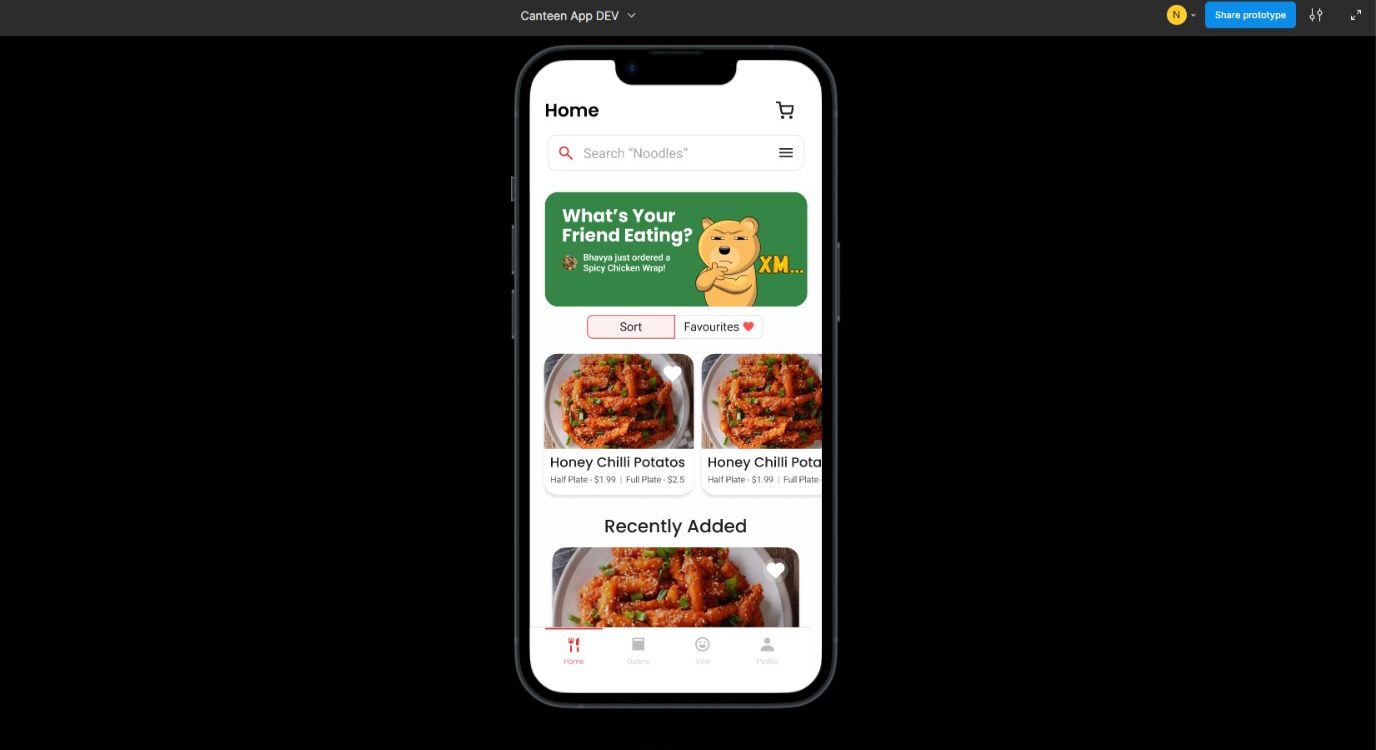 Canteen App DEV
N
Share prototype
Home
Search “Noodles”
What’s Your
Friend Eating?
Bhavya just ordered a
Spicy Chicken Wrap!
XM...
Sort
Favourites
Honey Chilli Potatos
Half Plate - $1.99 | Full Plate - $2.5
Honey Chilli Pota
Half Plate - $1.99 | Full Plate -
Recently Added
Home
Orders
Vibe
Profile